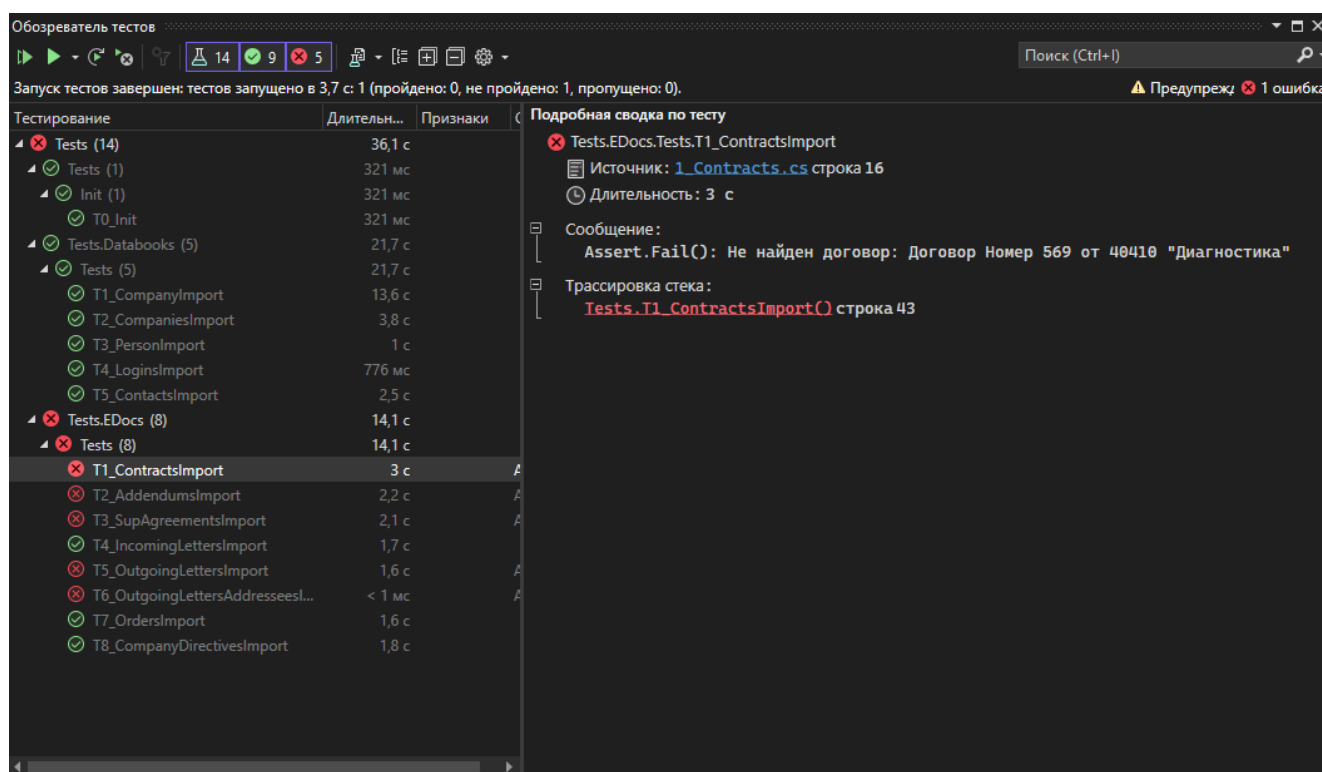 Обозреватель тестов
14 9 5
Поиск (Ctrl+I)
Запуск тестов завершен: тестов запущено в 3,7 с: 1 (пройдено: 0, не пройдено: 1, пропущено: 0).
Предупреж 1 ошибка
Тестирование Длительн... Признаки
Tests (14) 36,1 с
Tests (1) 321 мс
Init (1) 321 мс
T0_Init 321 мс
Tests.Databooks (5) 21,7 с
Tests (5) 21,7 с
T1_CompanyImport 13,6 с
T2_CompaniesImport 3,8 с
T3_PersonImport 1 с
T4_LoginsImport 776 мс
T5_ContactsImport 2,5 с
Tests.EDocs (8) 14,1 с
Tests (8) 14,1 с
T1_ContractsImport 3 с
T2_AddendumsImport 2,2 с
T3_SupAgreementsImport 2,1 с
T4_IncomingLettersImport 1,7 с
T5_OutgoingLettersImport 1,6 с
T6_OutgoingLettersAddresseesI... < 1 мс
T7_OrdersImport 1,6 с
T8_CompanyDirectivesImport 1,8 с
Подробная сводка по тесту
Tests.EDocs.Tests.T1_ContractsImport
Источник: 1_Contracts.cs строка 16
Длительность: 3 с
Сообщение:
Assert.Fail(): Не найден договор: Договор Номер 569 от 40410 "Диагностика"
Трассировка стека:
Tests.T1_ContractsImport() строка 43